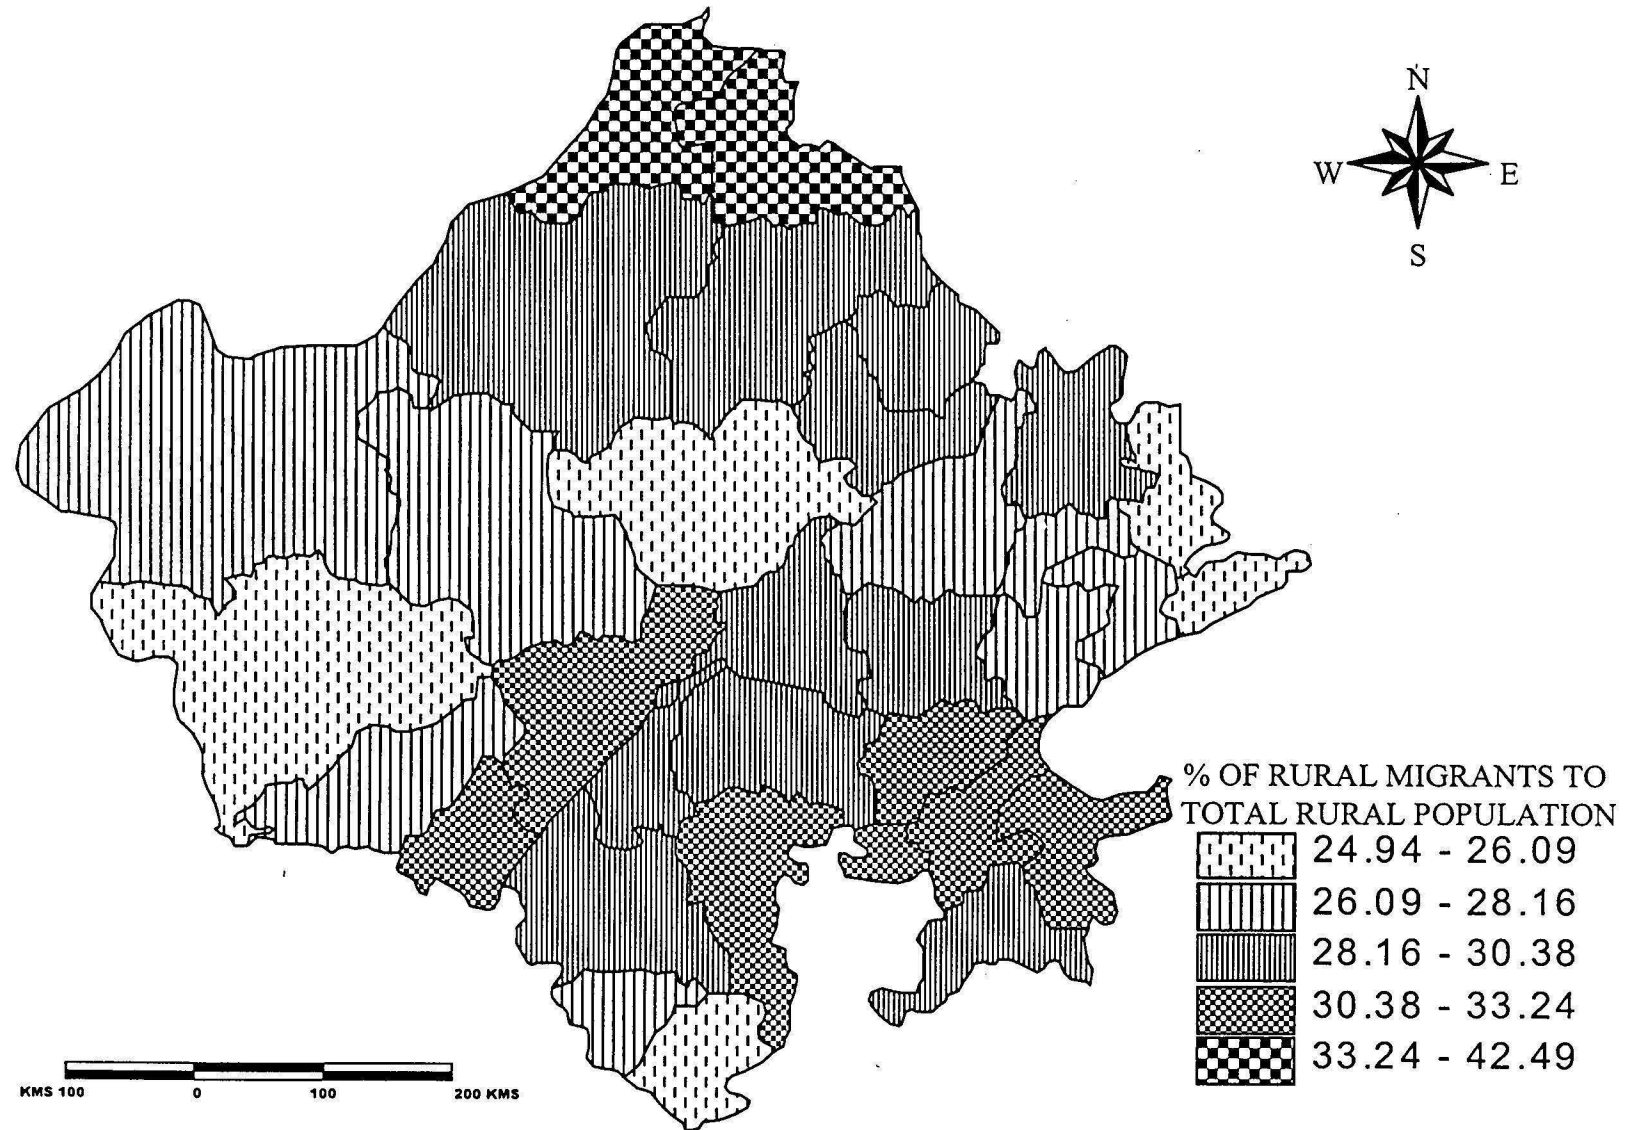 N
W E
S
% OF RURAL MIGRANTS TO
TOTAL RURAL POPULATION
24.94 - 26.09
26.09 - 28.16
28.16 - 30.38
30.38 - 33.24
33.24 - 42.49
KMS 100 0 100 200 KMS